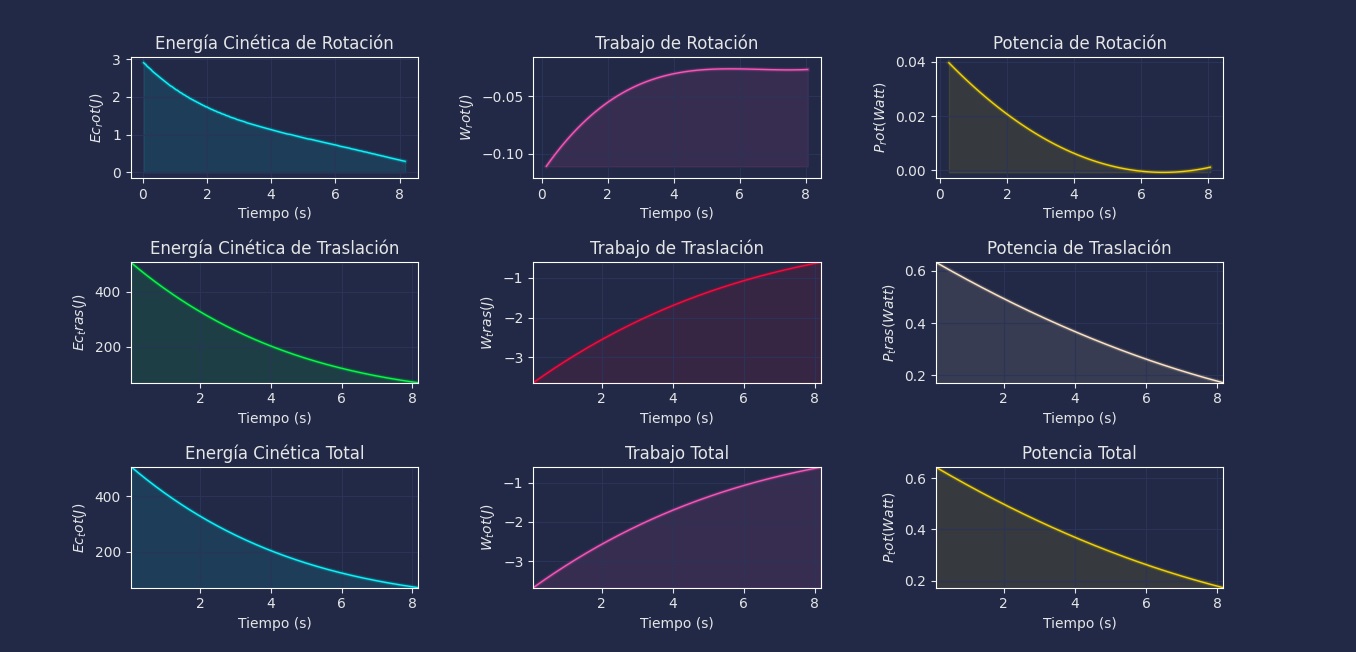 Energía Cinética de Rotación
Trabajo de Rotación
Potencia de Rotación
Ec_rot(J)
3
2
1
0
0 2 4 6 8
Tiempo (s)
W_rot(J)
−0.05
−0.10
0 2 4 6 8
Tiempo (s)
P_rot(Watt)
0.04
0.02
0.00
0 2 4 6 8
Tiempo (s)
Energía Cinética de Traslación
Trabajo de Traslación
Potencia de Traslación
Ec_tras(J)
400
200
2 4 6 8
Tiempo (s)
W_tras(J)
−1
−2
−3
2 4 6 8
Tiempo (s)
P_tras(Watt)
0.6
0.4
0.2
2 4 6 8
Tiempo (s)
Energía Cinética Total
Trabajo Total
Potencia Total
Ec_tot(J)
400
200
2 4 6 8
Tiempo (s)
W_tot(J)
−1
−2
−3
2 4 6 8
Tiempo (s)
P_tot(Watt)
0.6
0.4
0.2
2 4 6 8
Tiempo (s)